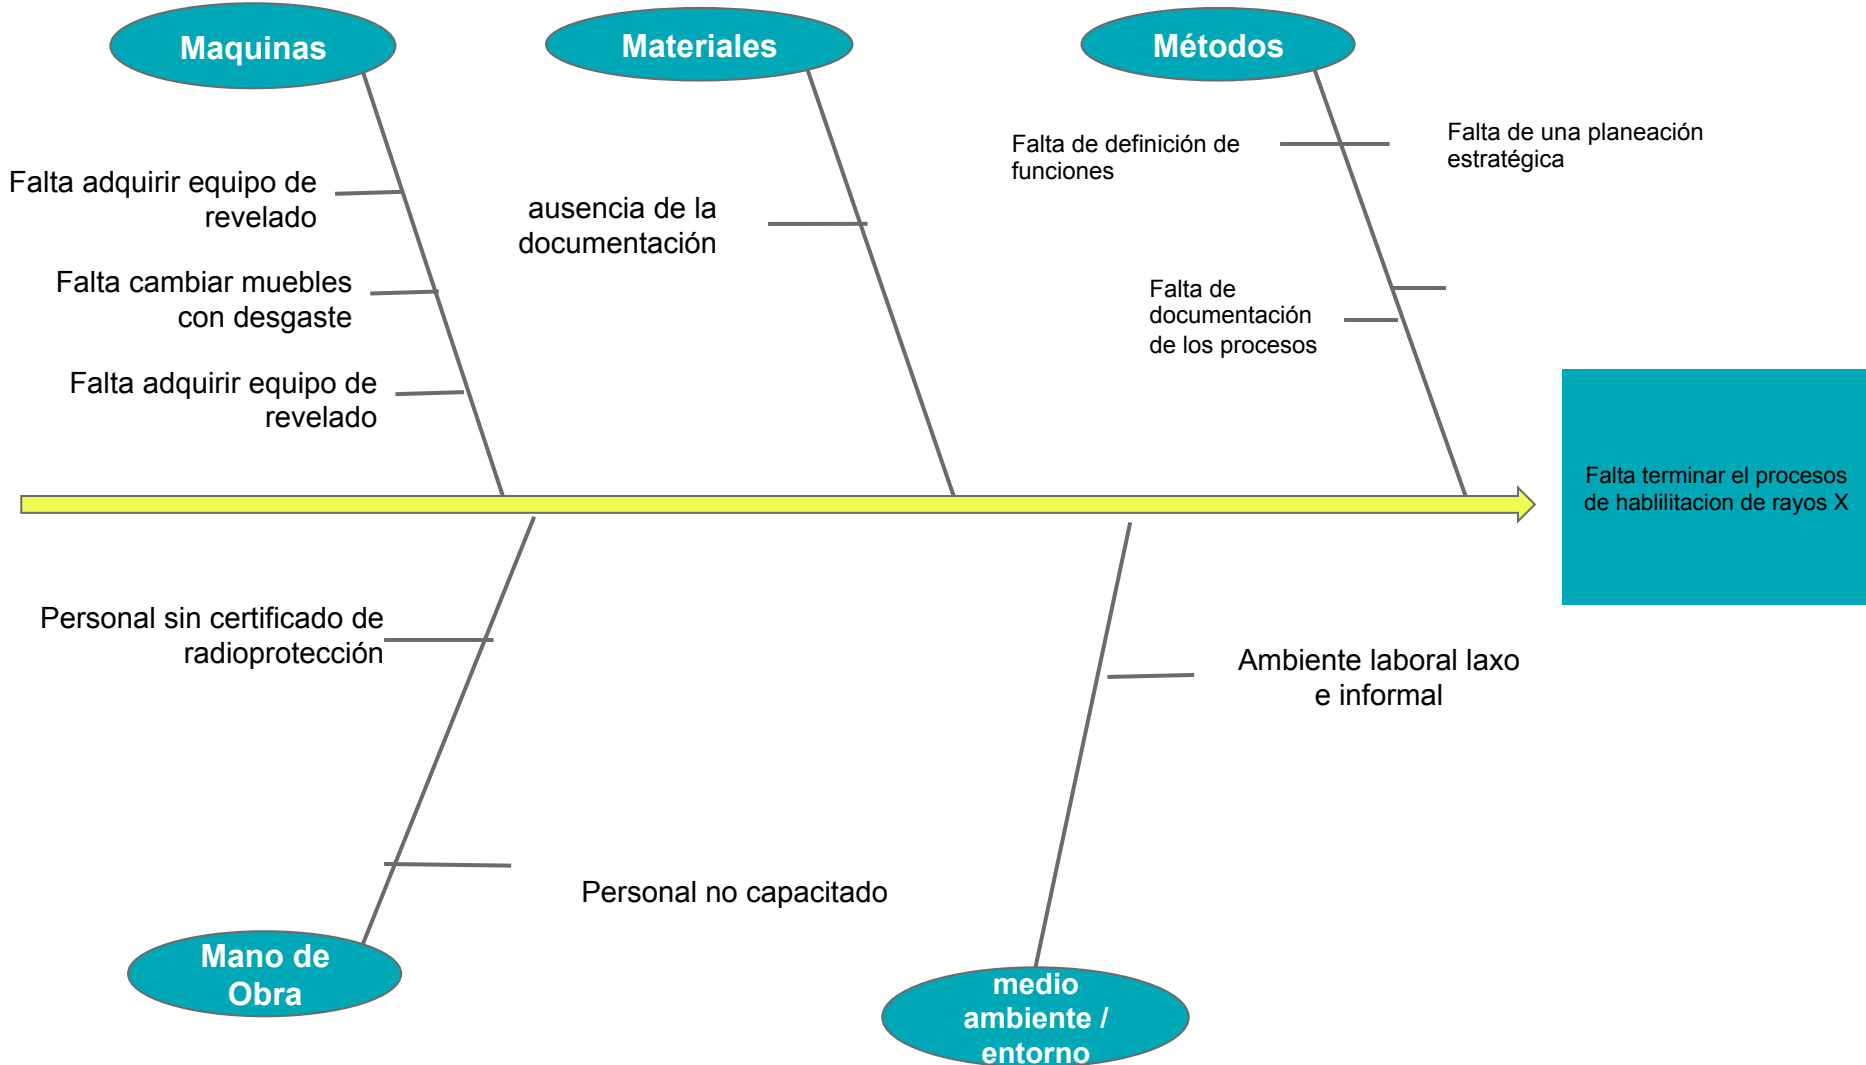 Maquinas
Materiales
Métodos
Falta de definición de
funciones
Falta de una planeación
estratégica
Falta adquirir equipo de
revelado
ausencia de la
documentación
Falta cambiar muebles
con desgaste
Falta de
documentación
de los procesos
Falta adquirir equipo de
revelado
Falta terminar el procesos
de hablilitacion de rayos X
Personal sin certificado de
radioprotección
Ambiente laboral laxo
e informal
Personal no capacitado
Mano de
Obra
medio
ambiente /
entorno